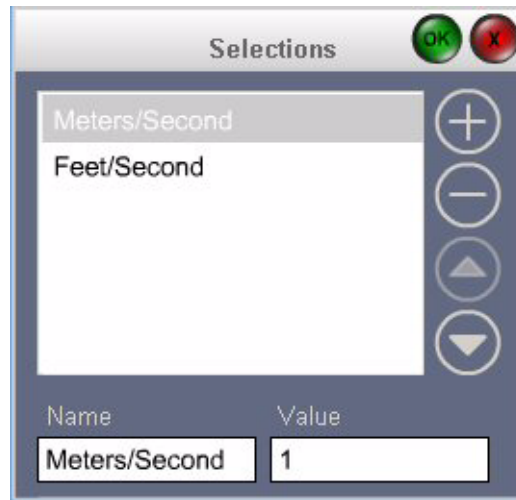 Selections OK X
Meters/Second
Feet/Second
Name Value
Meters/Second 1